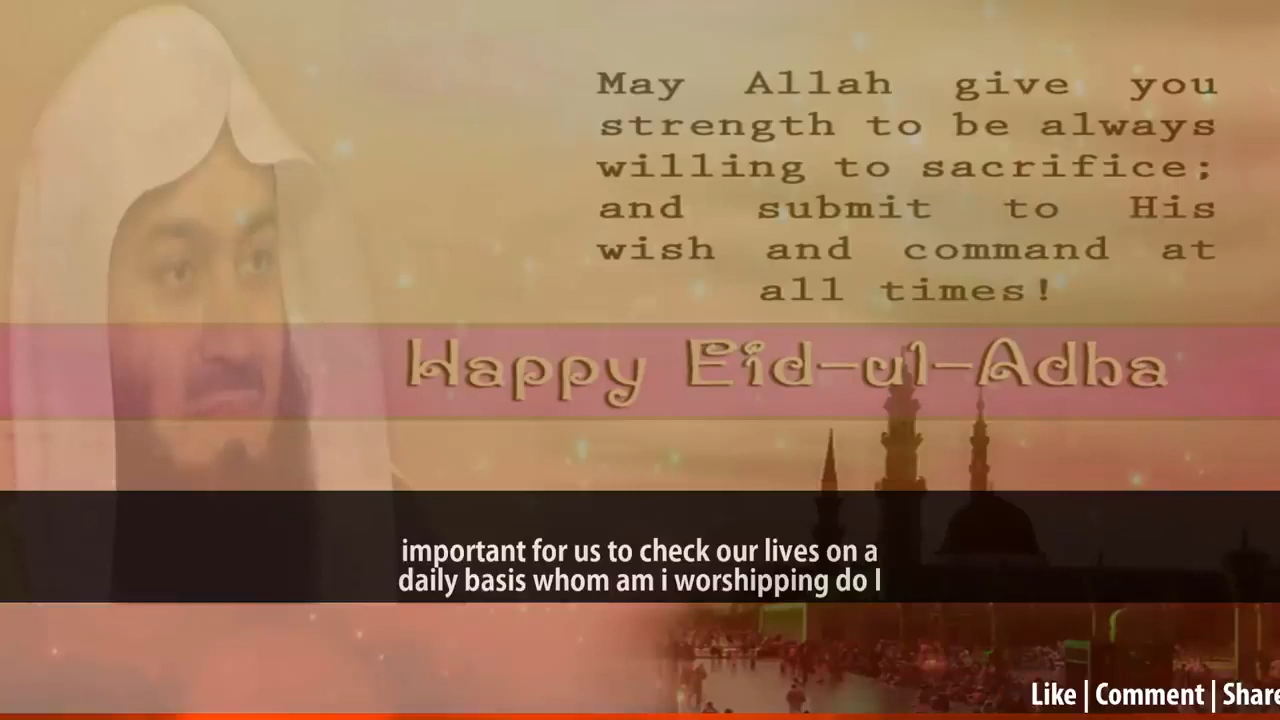 May Allah give you
strength to be always
willing to sacrifice;
and submit to His
wish and command at
all times!
Happy Eid-ul-Adha
important for us to check our lives on a
daily basis whom am i worshipping do I
Like | Comment | Share